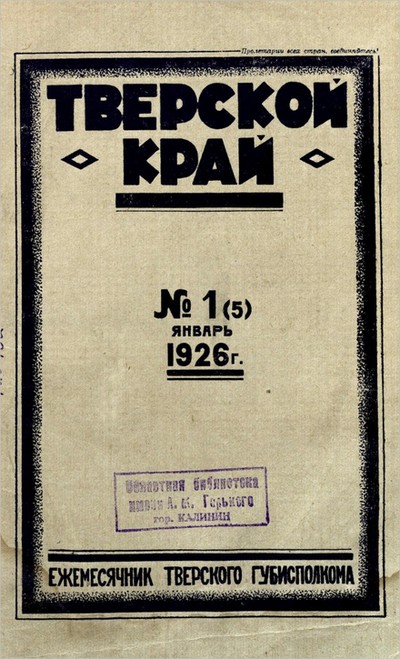 Пролетарии всех стран, соединяйтесь!
ТВЕРСКОЙ
КРАЙ
№ 1 (5)
ЯНВАРЬ
1926 г.
Областная библиотека
имени А. М. Горького
гор. КАЛИНИН
ЕЖЕМЕСЯЧНИК ТВЕРСКОГО ГУБИСПОЛКОМА